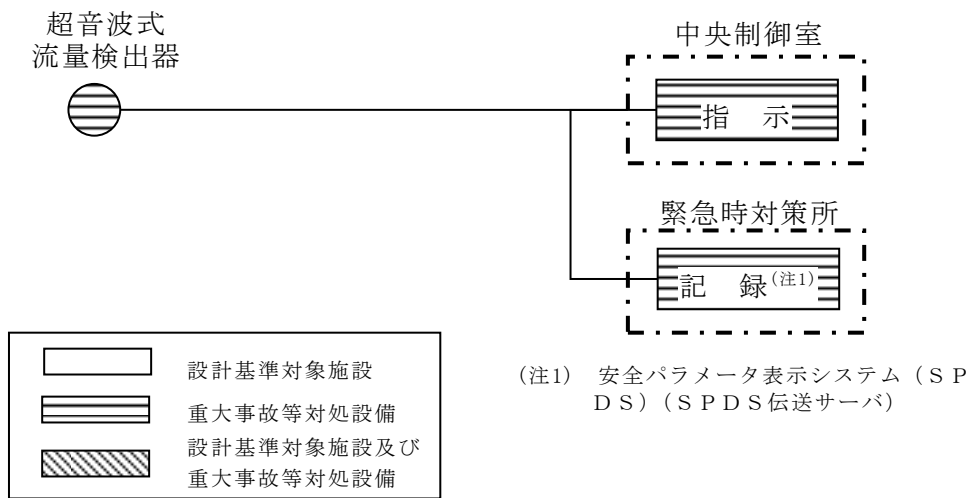 超音波式
流量検出器
中央制御室
指　示
緊急時対策所
記　録(注1)
設計基準対象施設
重大事故等対処設備
設計基準対象施設及び
重大事故等対処設備
(注1)　安全パラメータ表示システム（ＳＰ
ＤＳ）（ＳＰＤＳ伝送サーバ）